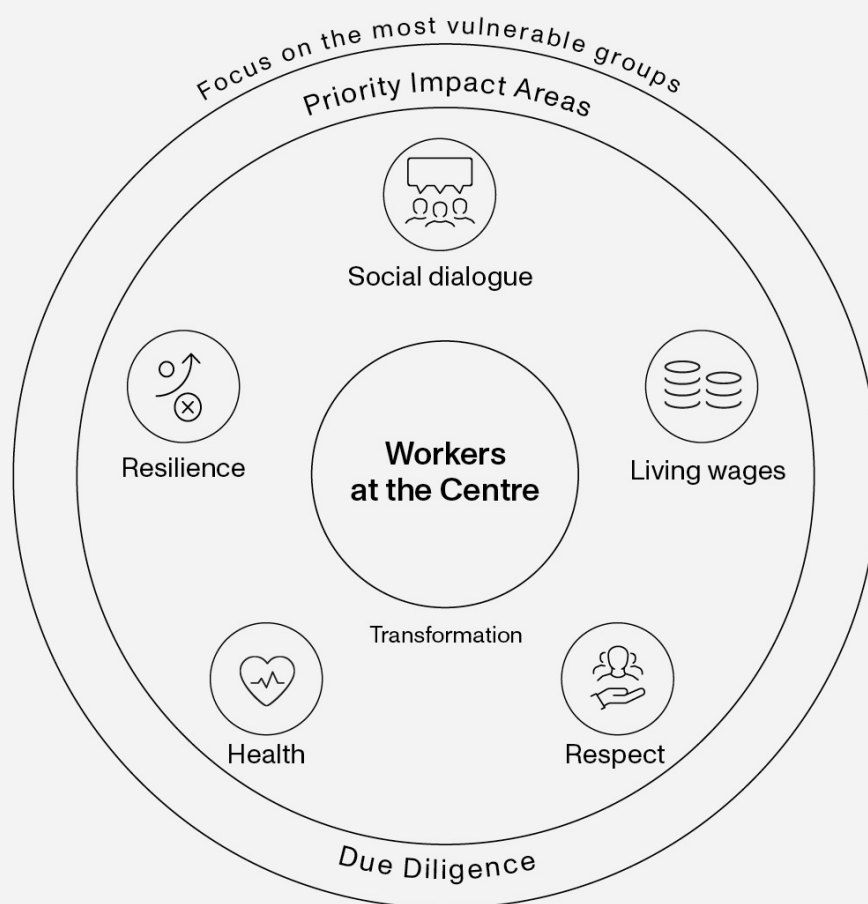 Focus on the most vulnerable groups
Priority Impact Areas
Social dialogue
Resilience
Living wages
Workers
at the Centre
Transformation
Health
Respect
Due Diligence